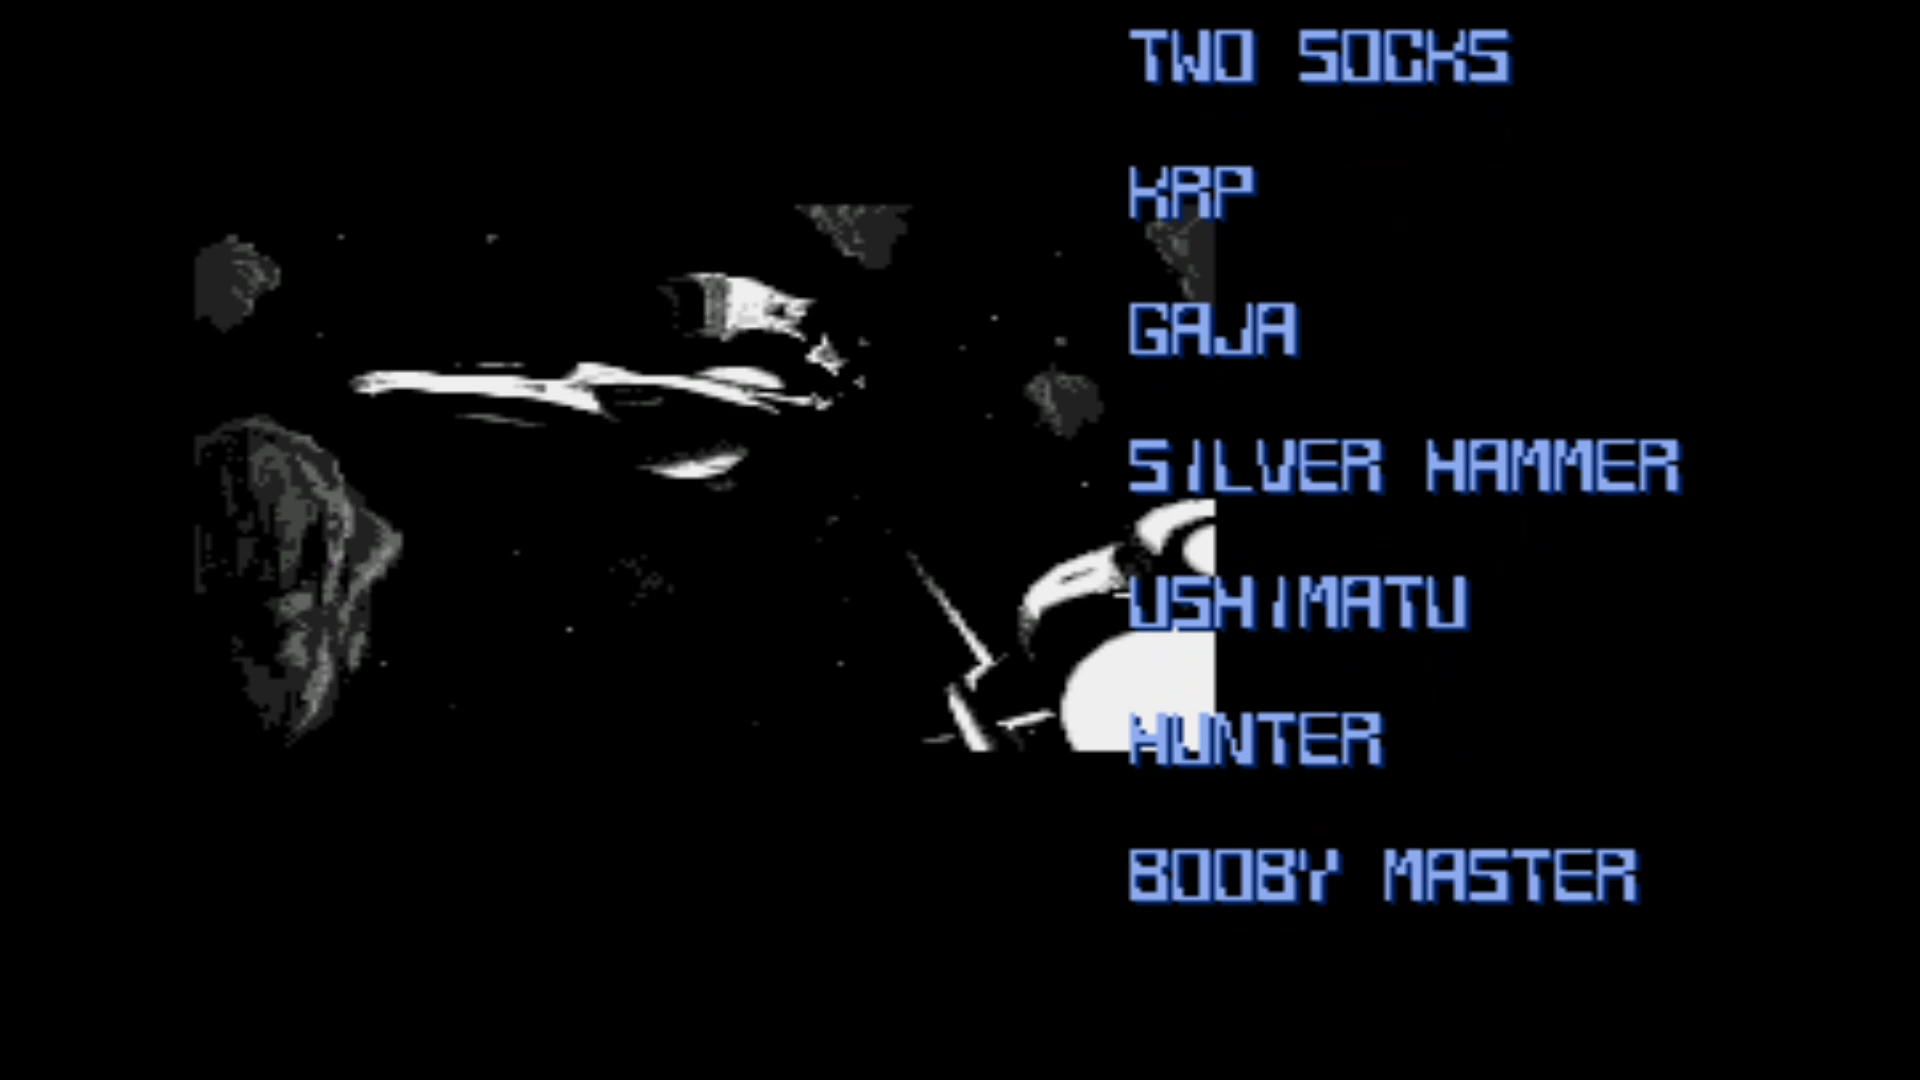 TWO SOCKS
KRP
GAJA
SILVER HAMMER
USHIMATU
HUNTER
BOOBY MASTER